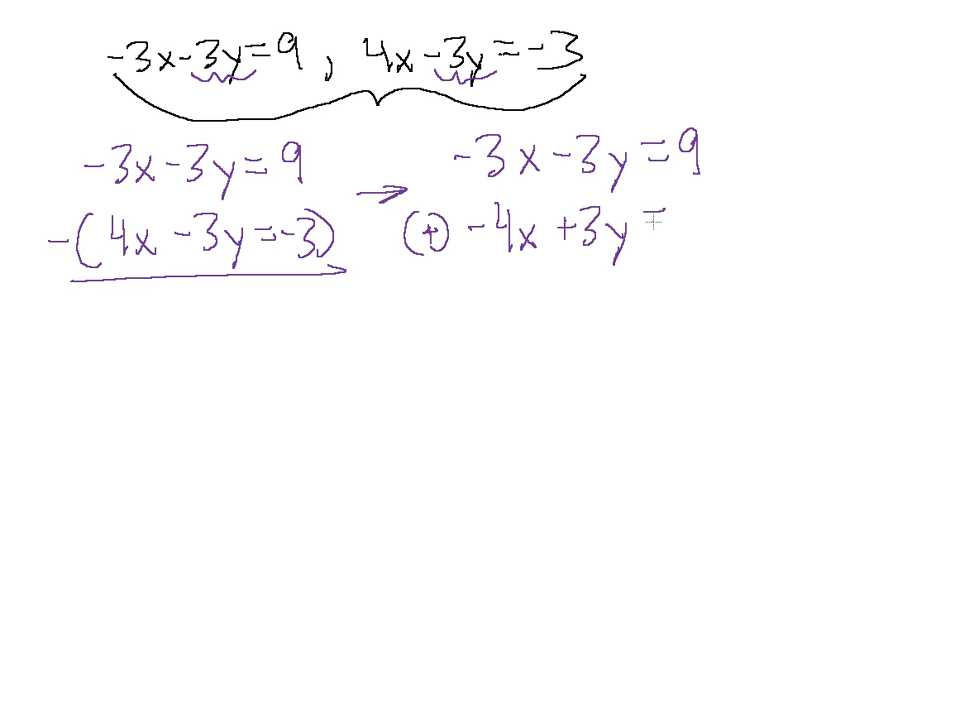 -3x-3y=9, 4x-3y=-3
-3x-3y=9 → -3x-3y=9
-(4x-3y=-3) (+) -4x+3y=